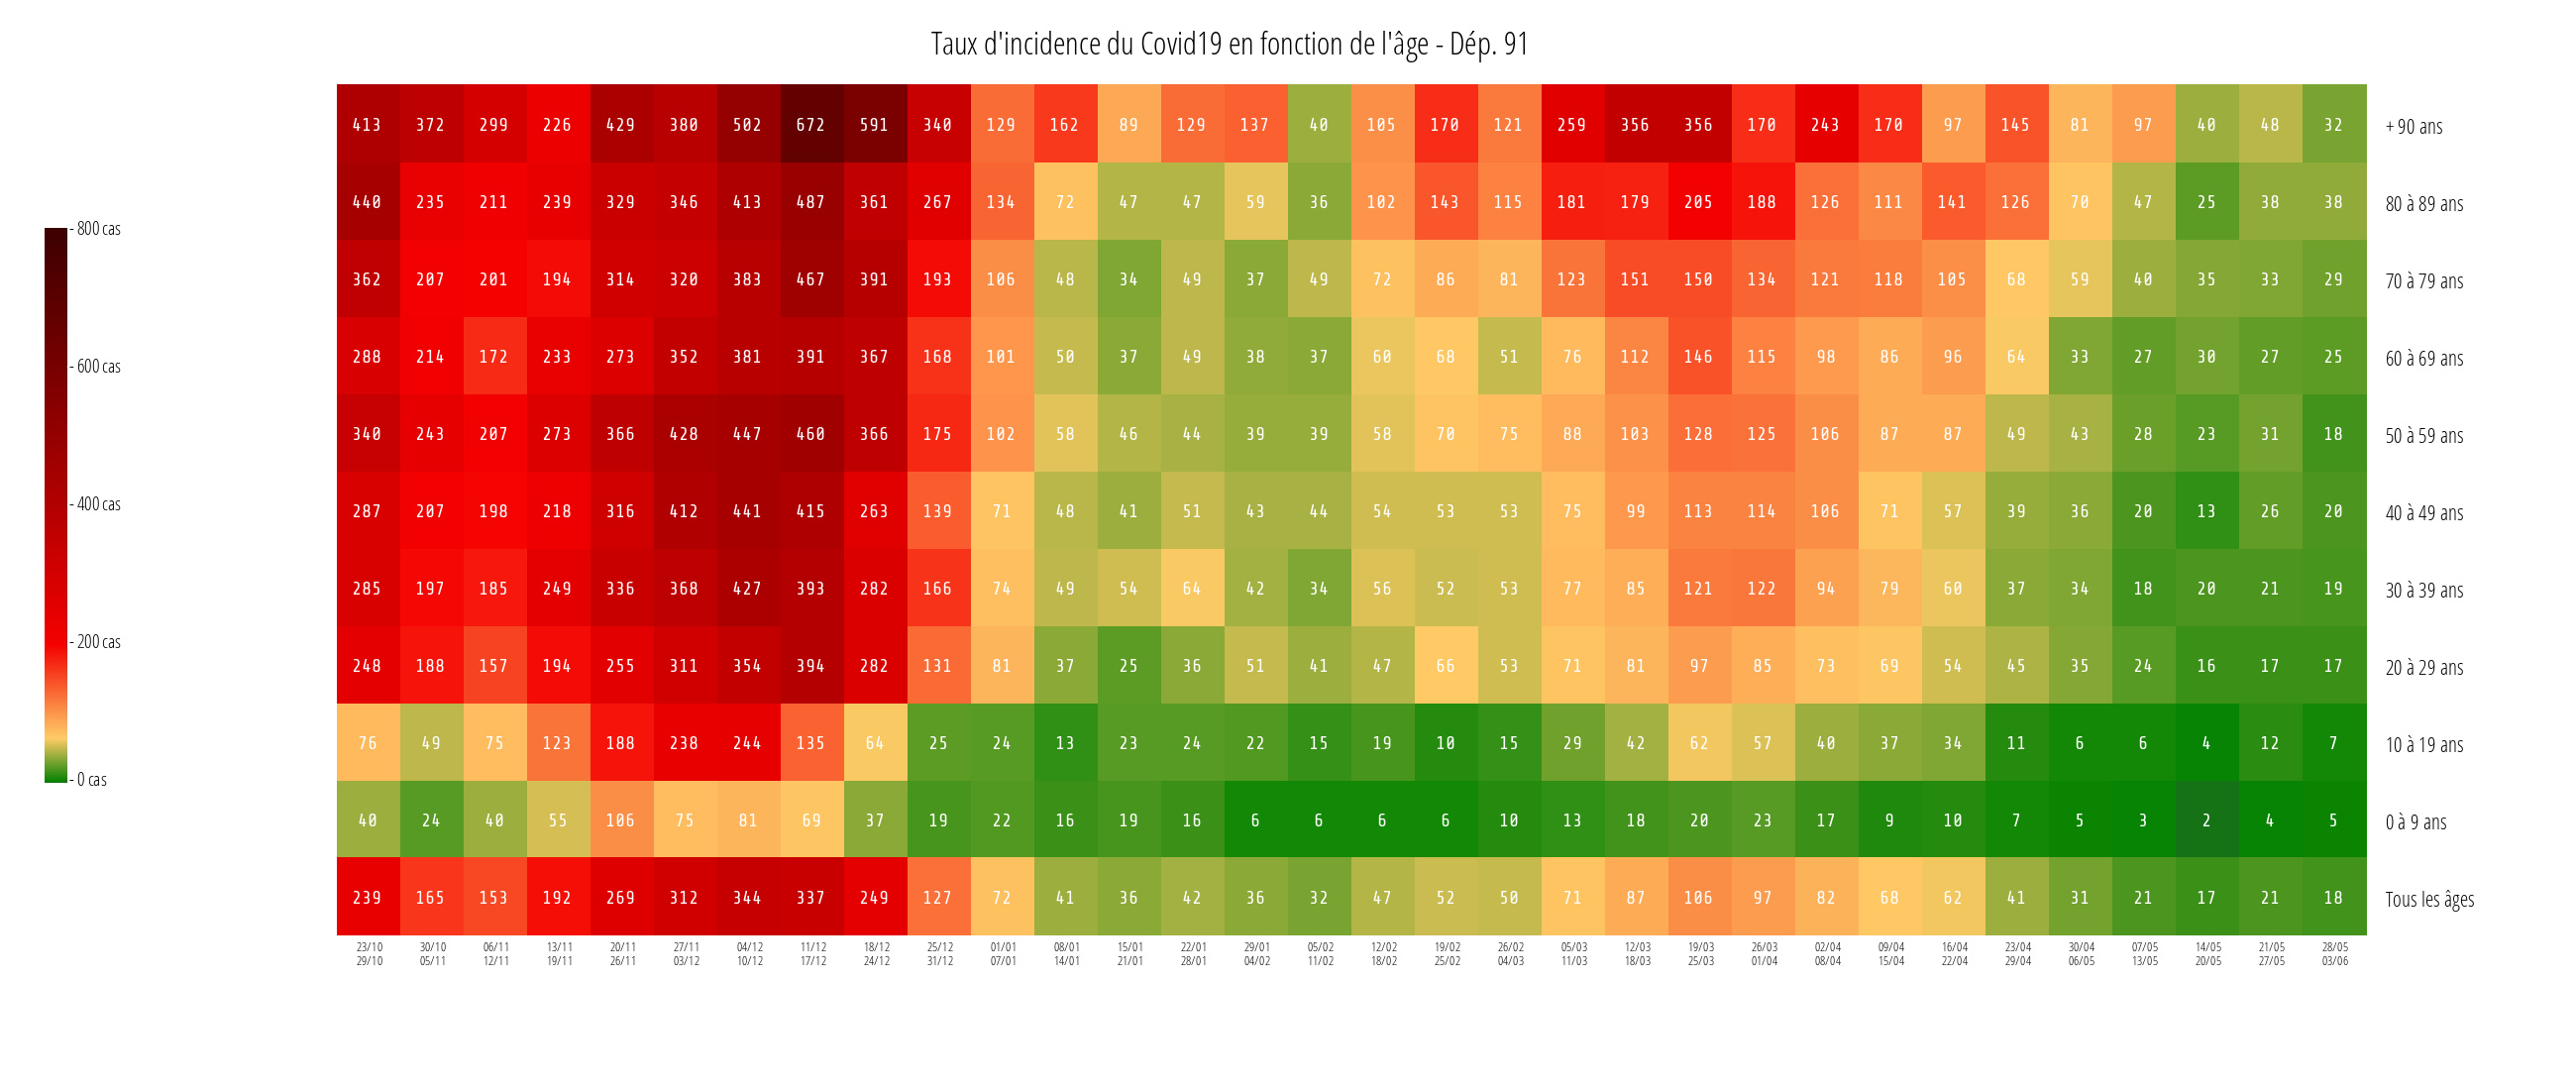 Taux d'incidence du Covid19 en fonction de l'âge - Dép. 91
- 800 cas
- 600 cas
- 400 cas
- 200 cas
- 0 cas
413 372 299 226 429 380 502 672 591 340 129 162 89 129 137 40 105 170 121 259 356 356 170 243 170 97 145 81 97 40 48 32 + 90 ans
440 235 211 239 329 346 413 487 361 267 134 72 47 47 59 36 102 143 115 181 179 205 188 126 111 141 126 70 47 25 38 38 80 à 89 ans
362 207 201 194 314 320 383 467 391 193 106 48 34 49 37 49 72 86 81 123 151 150 134 121 118 105 68 59 40 35 33 29 70 à 79 ans
288 214 172 233 273 352 381 391 367 168 101 50 37 49 38 37 60 68 51 76 112 146 115 98 86 96 64 33 27 30 27 25 60 à 69 ans
340 243 207 273 366 428 447 460 366 175 102 58 46 44 39 39 58 70 75 88 103 128 125 106 87 87 49 43 28 23 31 18 50 à 59 ans
287 207 198 218 316 412 441 415 263 139 71 48 41 51 43 44 54 53 53 75 99 113 114 106 71 57 39 36 20 13 26 20 40 à 49 ans
285 197 185 249 336 368 427 393 282 166 74 49 54 64 42 34 56 52 53 77 85 121 122 94 79 60 37 34 18 20 21 19 30 à 39 ans
248 188 157 194 255 311 354 394 282 131 81 37 25 36 51 41 47 66 53 71 81 97 85 73 69 54 45 35 24 16 17 17 20 à 29 ans
76 49 75 123 188 238 244 135 64 25 24 13 23 24 22 15 19 10 15 29 42 62 57 40 37 34 11 6 6 4 12 7 10 à 19 ans
40 24 40 55 106 75 81 69 37 19 22 16 19 16 6 6 6 6 10 13 18 20 23 17 9 10 7 5 3 2 4 5 0 à 9 ans
239 165 153 192 269 312 344 337 249 127 72 41 36 42 36 32 47 52 50 71 87 106 97 82 68 62 41 31 21 17 21 18 Tous les âges
23/10 30/10 06/11 13/11 20/11 27/11 04/12 11/12 18/12 25/12 01/01 08/01 15/01 22/01 29/01 05/02 12/02 19/02 26/02 05/03 12/03 19/03 26/03 02/04 09/04 16/04 23/04 30/04 07/05 14/05 21/05 28/05
29/10 05/11 12/11 19/11 26/11 03/12 10/12 17/12 24/12 31/12 07/01 14/01 21/01 28/01 04/02 11/02 18/02 25/02 04/03 11/03 18/03 25/03 01/04 08/04 15/04 22/04 29/04 06/05 13/05 20/05 27/05 03/06